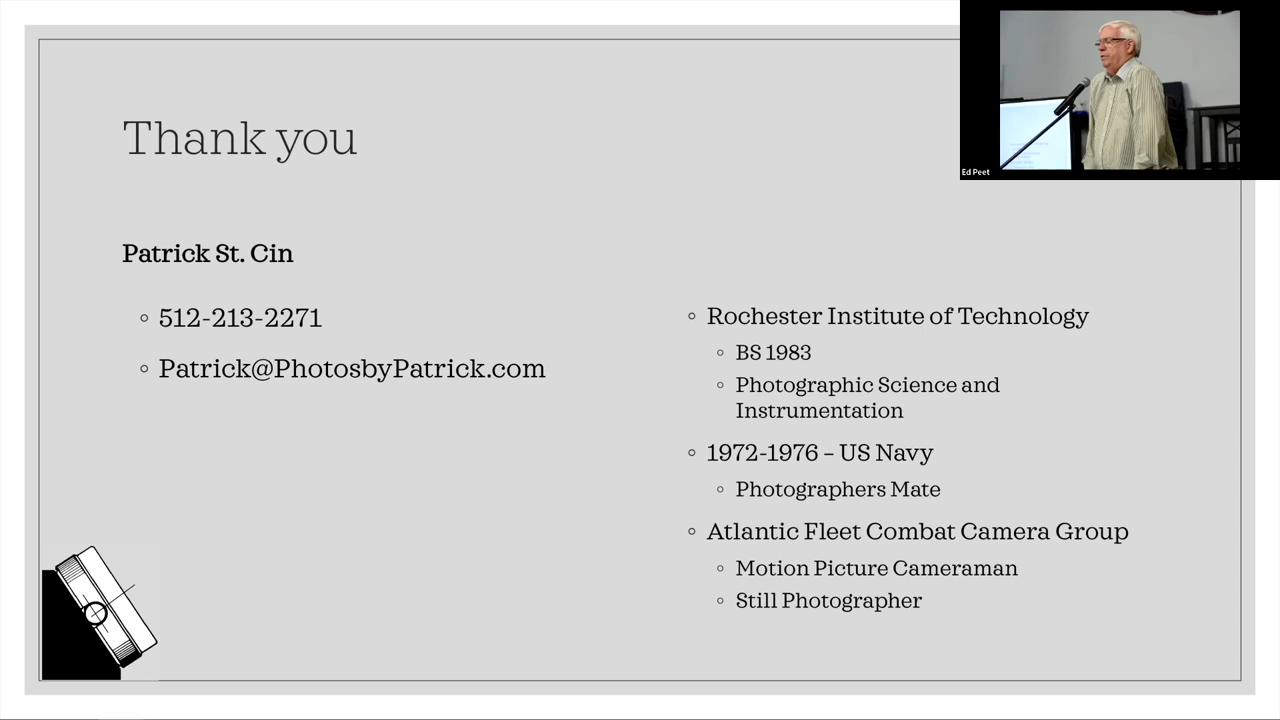 Thank you
Patrick St. Cin
◦ 512-213-2271
◦ Patrick@PhotosbyPatrick.com
◦ Rochester Institute of Technology
◦ BS 1983
◦ Photographic Science and
Instrumentation
◦ 1972-1976 – US Navy
◦ Photographers Mate
◦ Atlantic Fleet Combat Camera Group
◦ Motion Picture Cameraman
◦ Still Photographer
Ed Peet